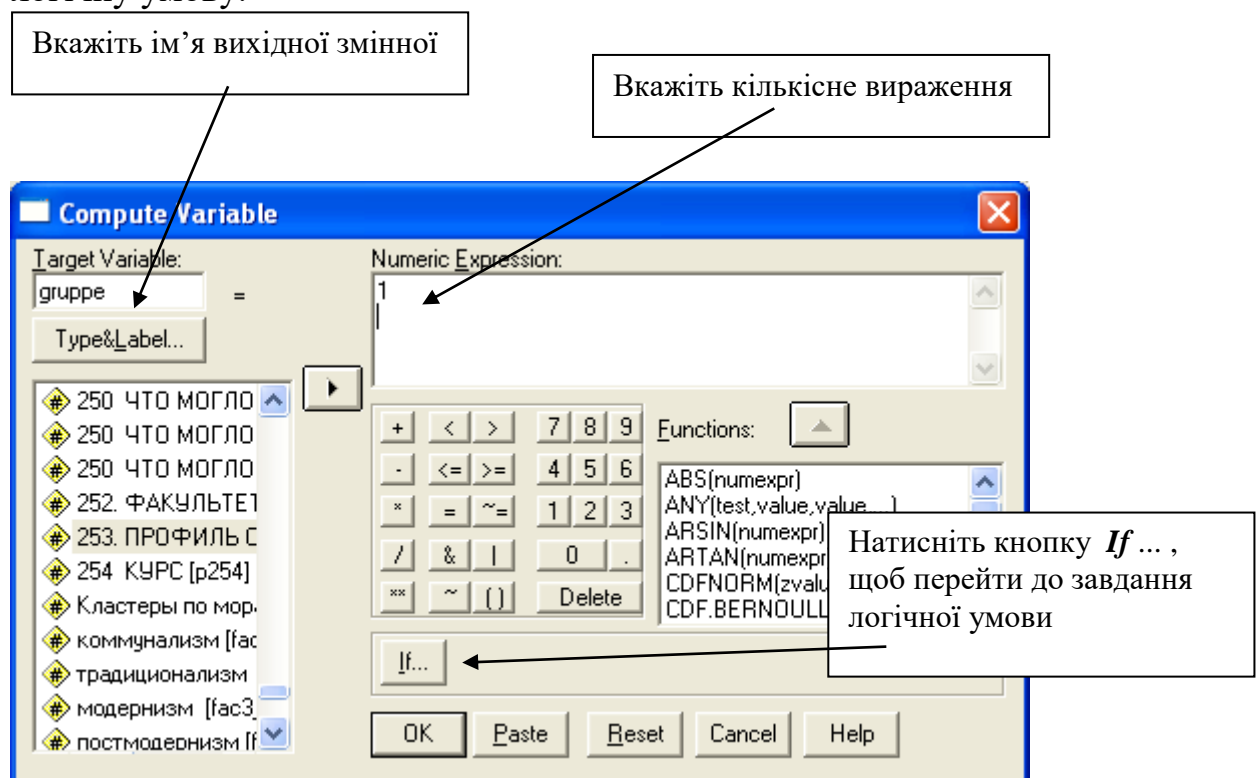 логічну умову.
Вкажіть ім’я вихідної змінної
Вкажіть кількісне вираження
Compute Variable
Target Variable:
gruppe
=
Type&Label...
Numeric Expression:
1
250 ЧТО МОГЛО
250 ЧТО МОГЛО
250 ЧТО МОГЛО
252. ФАКУЛЬТЕТ
253. ПРОФИЛЬ С
254 КУРС [p254]
Кластеры по мор
коммунализм [fac
традиционализм
модернизм [fac3_
постмодернизм [f
+ < > 7 8 9
- <= >= 4 5 6
* = ~= 1 2 3
/ & | 0 .
** ~ () Delete
Functions:
ABS(numexpr)
ANY(test,value,value,...)
ARSIN(numexpr)
ARTAN(numexpr
CDFNORM(zvalu
CDF.BERNOULL
Натисніть кнопку If ... ,
щоб перейти до завдання
логічної умови
If...
OK Paste Reset Cancel Help